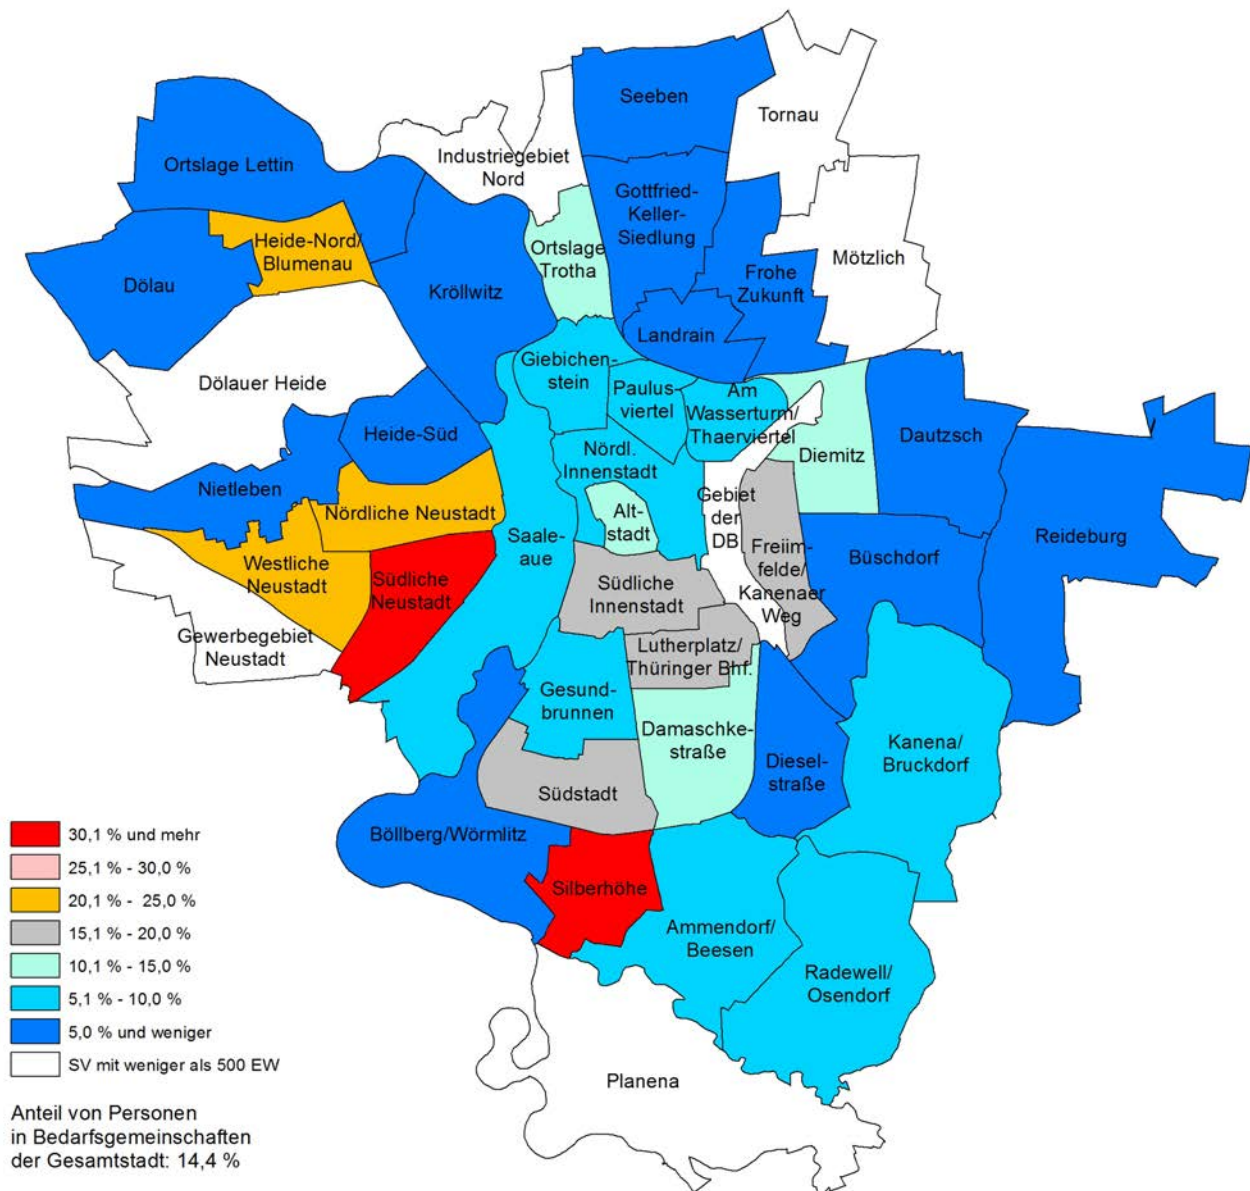 Seeben
Tornau
Industriegebiet
Nord
Ortslage Lettin
Gottfried-
Keller-
Siedlung
Heide-Nord/
Blumenau
Ortslage
Trotha
Mötzlich
Dölau
Kröllwitz
Frohe
Zukunft
Landrain
Giebichen-
stein
Dölauer Heide
Paulus-
viertel
Am
Wasserturm/
Thaerviertel
Heide-Süd
Dautzsch
Nördl.
Innenstadt
Diemitz
Nietleben
Nördliche Neustadt
Alt-
stadt
Gebiet
der
DB
Saale-
aue
Reideburg
Freiim-
felde/
Kanenaer
Weg
Büschdorf
Westliche
Neustadt
Südliche
Neustadt
Südliche
Innenstadt
Gewerbegebiet
Neustadt
Lutherplatz/
Thüringer Bhf.
Gesund-
brunnen
Damaschke-
straße
Kanena/
Bruckdorf
Diesel-
straße
Südstadt
Böllberg/Wörmlitz
Silberhöhe
Ammendorf/
Beesen
Radewell/
Osendorf
Planena
30,1 % und mehr
25,1 % - 30,0 %
20,1 % - 25,0 %
15,1 % - 20,0 %
10,1 % - 15,0 %
5,1 % - 10,0 %
5,0 % und weniger
SV mit weniger als 500 EW
Anteil von Personen
in Bedarfsgemeinschaften
der Gesamtstadt: 14,4 %